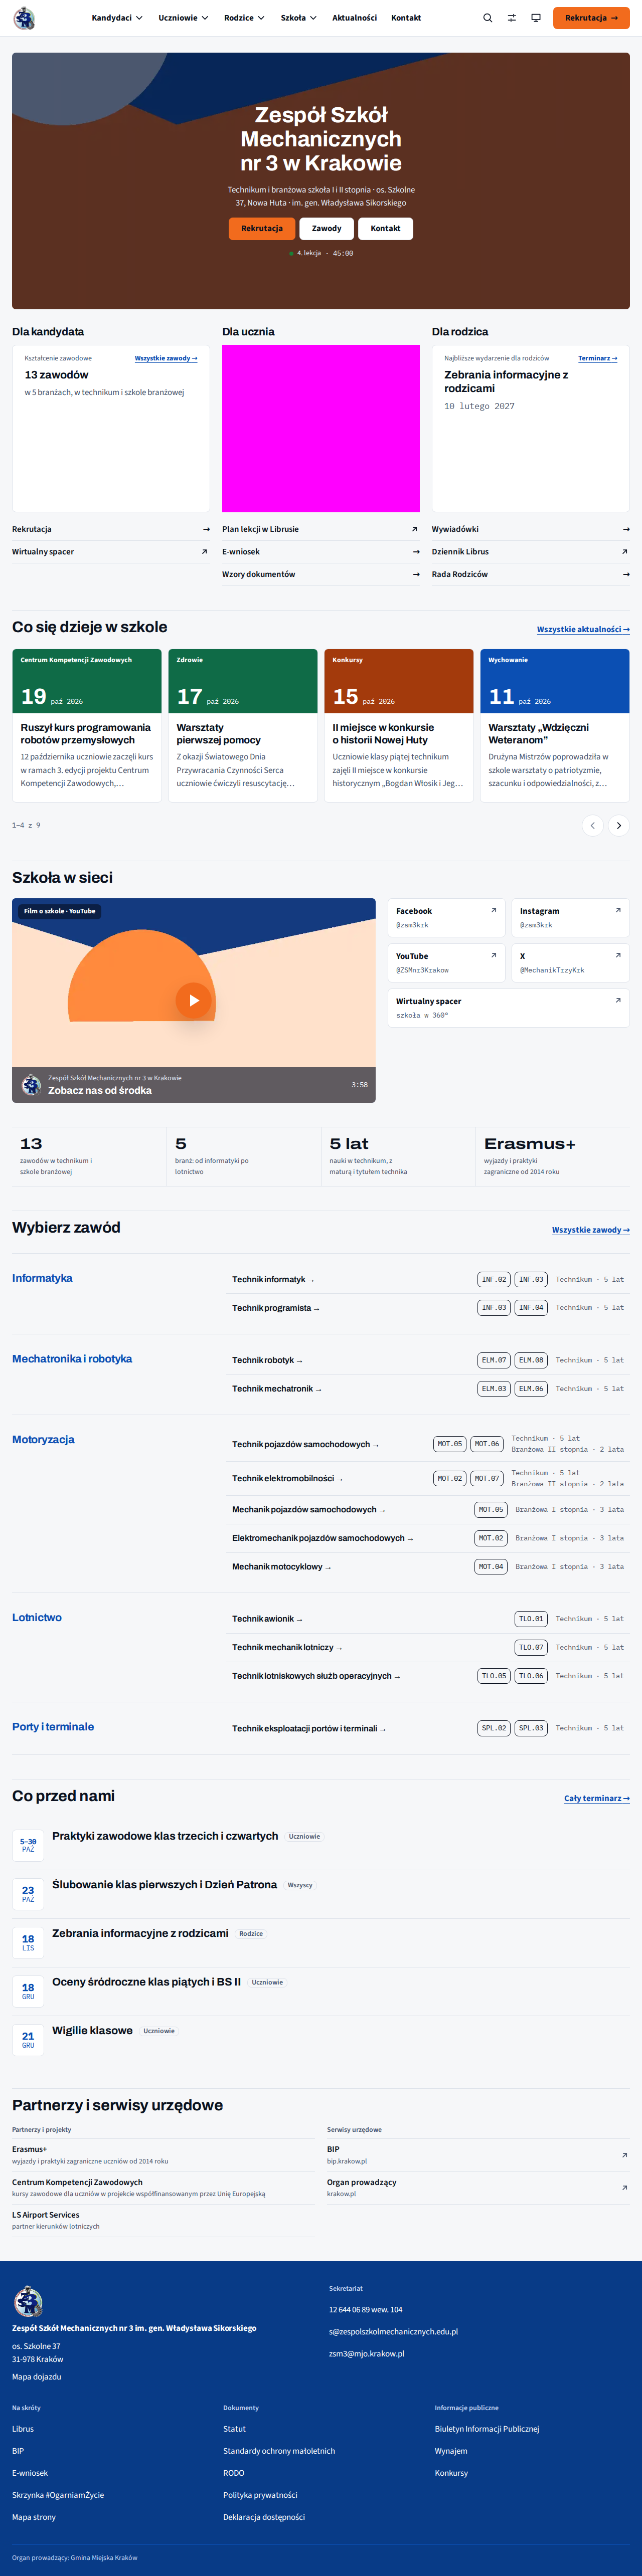 Kandydaci Uczniowie Rodzice Szkoła Aktualności Kontakt Rekrutacja →
Zespół Szkół
Mechanicznych
nr 3 w Krakowie
Technikum i branżowa szkoła I i II stopnia · os. Szkolne
37, Nowa Huta · im. gen. Władysława Sikorskiego
Rekrutacja Zawody Kontakt
4. lekcja · 45:00
Dla kandydata
Kształcenie zawodowe Wszystkie zawody →
13 zawodów
w 5 branżach, w technikum i szkole branżowej
Rekrutacja →
Wirtualny spacer ↗
Dla ucznia
Plan lekcji w Librusie ↗
E-wniosek →
Wzory dokumentów →
Dla rodzica
Najbliższe wydarzenie dla rodziców Terminarz →
Zebrania informacyjne z
rodzicami
10 lutego 2027
Wywiadówki →
Dziennik Librus ↗
Rada Rodziców →
Co się dzieje w szkole
Wszystkie aktualności →
Centrum Kompetencji Zawodowych
19 paź 2026
Ruszył kurs programowania
robotów przemysłowych
12 października uczniowie zaczęli kurs
w ramach 3. edycji projektu Centrum
Kompetencji Zawodowych,…
Zdrowie
17 paź 2026
Warsztaty
pierwszej pomocy
Z okazji Światowego Dnia
Przywracania Czynności Serca
uczniowie ćwiczyli resuscytację…
Konkursy
15 paź 2026
II miejsce w konkursie
o historii Nowej Huty
Uczniowie klasy piątej technikum
zajęli II miejsce w konkursie
historycznym „Bogdan Włosik i Jeg…
Wychowanie
11 paź 2026
Warsztaty „Wdzięczni
Weteranom”
Drużyna Mistrzów poprowadziła w
szkole warsztaty o patriotyzmie,
szacunku i odpowiedzialności, z…
1–4 z 9
Szkoła w sieci
Film o szkole · YouTube
Zespół Szkół Mechanicznych nr 3 w Krakowie
Zobacz nas od środka
3:58
Facebook ↗
@zsm3krk
Instagram ↗
@zsm3krk
YouTube ↗
@ZSMnr3Krakow
X ↗
@MechanikTrzyKrk
Wirtualny spacer ↗
szkoła w 360°
13
zawodów w technikum i
szkole branżowej
5
branż: od informatyki po
lotnictwo
5 lat
nauki w technikum, z
maturą i tytułem technika
Erasmus+
wyjazdy i praktyki
zagraniczne od 2014 roku
Wybierz zawód
Wszystkie zawody →
Informatyka
Technik informatyk → INF.02 INF.03 Technikum · 5 lat
Technik programista → INF.03 INF.04 Technikum · 5 lat
Mechatronika i robotyka
Technik robotyk → ELM.07 ELM.08 Technikum · 5 lat
Technik mechatronik → ELM.03 ELM.06 Technikum · 5 lat
Motoryzacja
Technik pojazdów samochodowych → MOT.05 MOT.06 Technikum · 5 lat
Branżowa II stopnia · 2 lata
Technik elektromobilności → MOT.02 MOT.07 Technikum · 5 lat
Branżowa II stopnia · 2 lata
Mechanik pojazdów samochodowych → MOT.05 Branżowa I stopnia · 3 lata
Elektromechanik pojazdów samochodowych → MOT.02 Branżowa I stopnia · 3 lata
Mechanik motocyklowy → MOT.04 Branżowa I stopnia · 3 lata
Lotnictwo
Technik awionik → TLO.01 Technikum · 5 lat
Technik mechanik lotniczy → TLO.07 Technikum · 5 lat
Technik lotniskowych służb operacyjnych → TLO.05 TLO.06 Technikum · 5 lat
Porty i terminale
Technik eksploatacji portów i terminali → SPL.02 SPL.03 Technikum · 5 lat
Co przed nami
Cały terminarz →
5–30
PAŹ
Praktyki zawodowe klas trzecich i czwartych Uczniowie
23
PAŹ
Ślubowanie klas pierwszych i Dzień Patrona Wszyscy
18
LIS
Zebrania informacyjne z rodzicami Rodzice
18
GRU
Oceny śródroczne klas piątych i BS II Uczniowie
21
GRU
Wigilie klasowe Uczniowie
Partnerzy i serwisy urzędowe
Partnerzy i projekty
Erasmus+
wyjazdy i praktyki zagraniczne uczniów od 2014 roku
Centrum Kompetencji Zawodowych
kursy zawodowe dla uczniów w projekcie współfinansowanym przez Unię Europejską
LS Airport Services
partner kierunków lotniczych
Serwisy urzędowe
BIP ↗
bip.krakow.pl
Organ prowadzący ↗
krakow.pl
Zespół Szkół Mechanicznych nr 3 im. gen. Władysława Sikorskiego
os. Szkolne 37
31-978 Kraków
Mapa dojazdu
Sekretariat
12 644 06 89 wew. 104
s@zespolszkolmechanicznych.edu.pl
zsm3@mjo.krakow.pl
Na skróty
Librus
BIP
E-wniosek
Skrzynka #OgarniamŻycie
Mapa strony
Dokumenty
Statut
Standardy ochrony małoletnich
RODO
Polityka prywatności
Deklaracja dostępności
Informacje publiczne
Biuletyn Informacji Publicznej
Wynajem
Konkursy
Organ prowadzący: Gmina Miejska Kraków